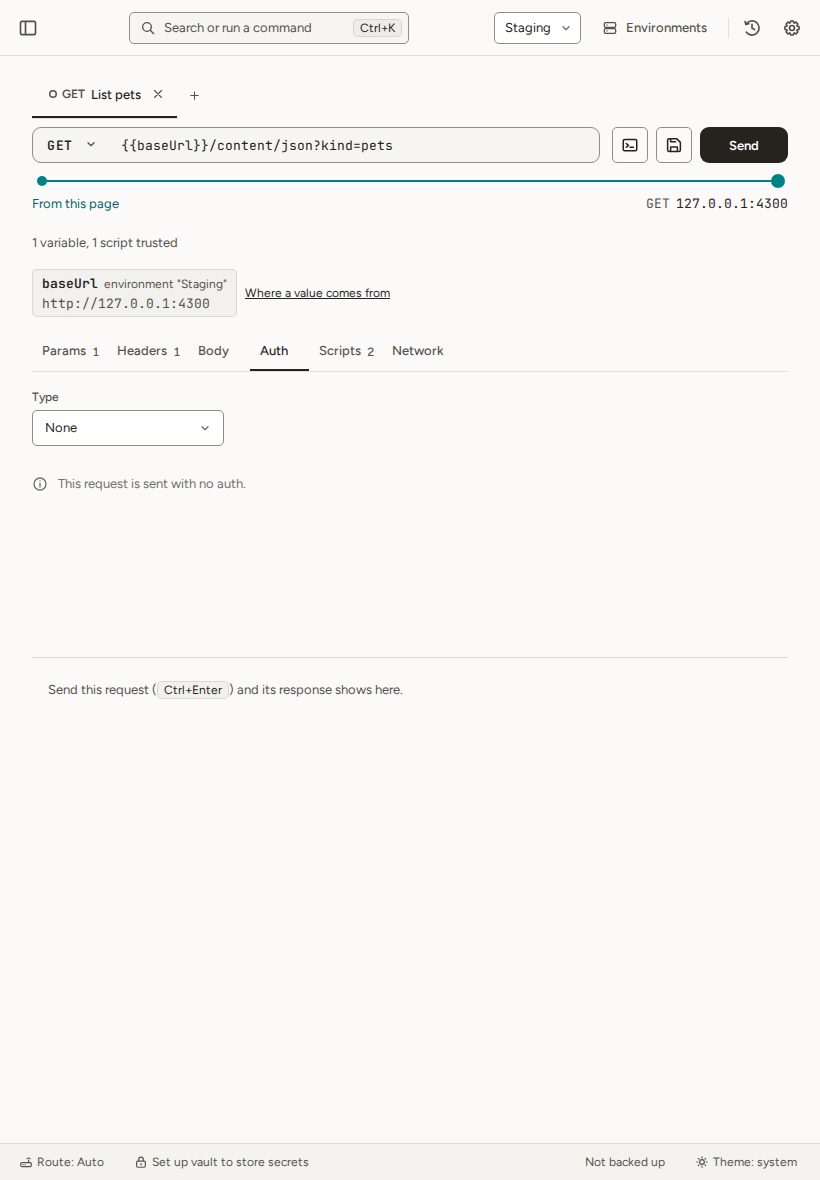 Search or run a command Ctrl+K Staging Environments
GET List pets
GET {{baseUrl}}/content/json?kind=pets Send
From this page GET 127.0.0.1:4300
1 variable, 1 script trusted
baseUrl environment "Staging"
http://127.0.0.1:4300
Where a value comes from
Params 1 Headers 1 Body Auth Scripts 2 Network
Type
None
This request is sent with no auth.
Send this request (Ctrl+Enter) and its response shows here.
Route: Auto Set up vault to store secrets Not backed up Theme: system